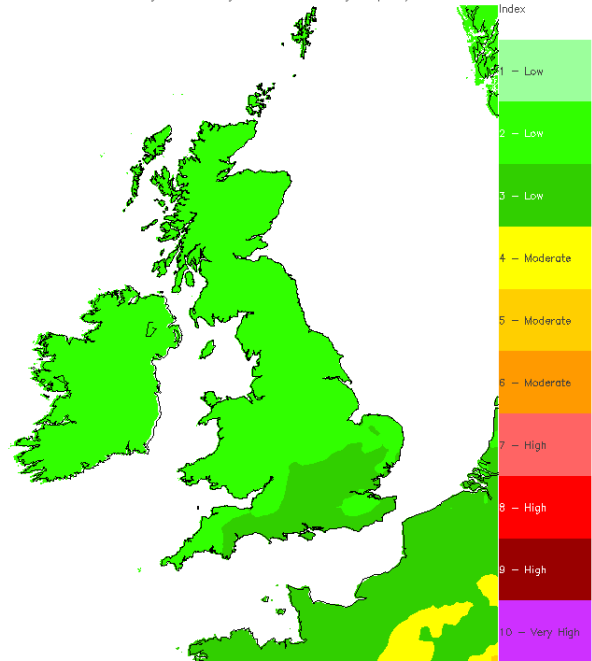 Index
1 – Low
2 – Low
3 – Low
4 – Moderate
5 – Moderate
6 – Moderate
7 – High
8 – High
9 – High
10 – Very High